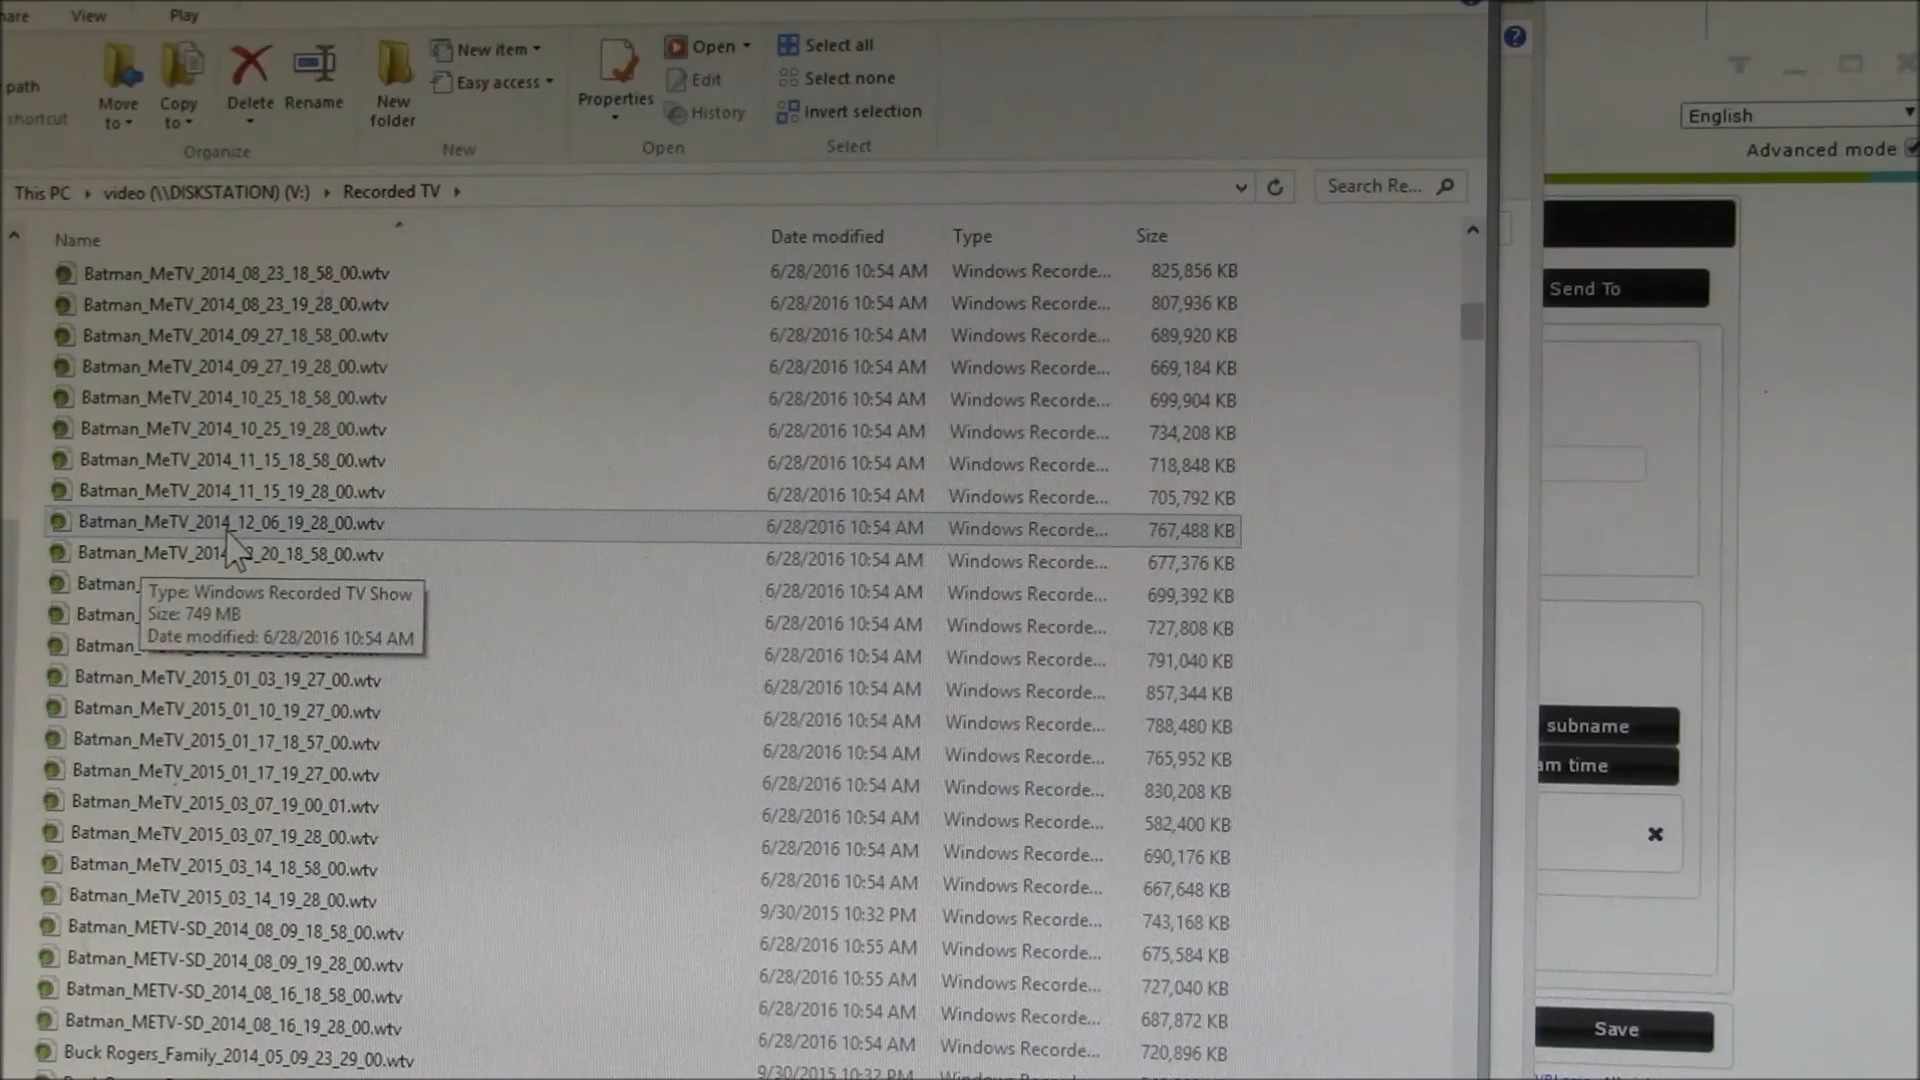 are View Play
path
shortcut
Move to
Copy to
Delete
Rename
New folder
New item
Easy access
Properties
Open
Edit
History
Select all
Select none
Invert selection
Organize New Open Select
English
Advanced mode
This PC video (\\DISKSTATION) (V:) Recorded TV
Search Re...
Name Date modified Type Size
Batman_MeTV_2014_08_23_18_58_00.wtv 6/28/2016 10:54 AM Windows Recorde... 825,856 KB
Batman_MeTV_2014_08_23_19_28_00.wtv 6/28/2016 10:54 AM Windows Recorde... 807,936 KB
Batman_MeTV_2014_09_27_18_58_00.wtv 6/28/2016 10:54 AM Windows Recorde... 689,920 KB
Batman_MeTV_2014_09_27_19_28_00.wtv 6/28/2016 10:54 AM Windows Recorde... 669,184 KB
Batman_MeTV_2014_10_25_18_58_00.wtv 6/28/2016 10:54 AM Windows Recorde... 699,904 KB
Batman_MeTV_2014_10_25_19_28_00.wtv 6/28/2016 10:54 AM Windows Recorde... 734,208 KB
Batman_MeTV_2014_11_15_18_58_00.wtv 6/28/2016 10:54 AM Windows Recorde... 718,848 KB
Batman_MeTV_2014_11_15_19_28_00.wtv 6/28/2016 10:54 AM Windows Recorde... 705,792 KB
Batman_MeTV_2014_12_06_19_28_00.wtv 6/28/2016 10:54 AM Windows Recorde... 767,488 KB
Batman_MeTV_2014 20_18_58_00.wtv 6/28/2016 10:54 AM Windows Recorde... 677,376 KB
Batman_ 6/28/2016 10:54 AM Windows Recorde... 699,392 KB
Batman_ 6/28/2016 10:54 AM Windows Recorde... 727,808 KB
Batman_ 6/28/2016 10:54 AM Windows Recorde... 791,040 KB
Type: Windows Recorded TV Show
Size: 749 MB
Date modified: 6/28/2016 10:54 AM
Batman_MeTV_2015_01_03_19_27_00.wtv 6/28/2016 10:54 AM Windows Recorde... 857,344 KB
Batman_MeTV_2015_01_10_19_27_00.wtv 6/28/2016 10:54 AM Windows Recorde... 788,480 KB
Batman_MeTV_2015_01_17_18_57_00.wtv 6/28/2016 10:54 AM Windows Recorde... 765,952 KB
Batman_MeTV_2015_01_17_19_27_00.wtv 6/28/2016 10:54 AM Windows Recorde... 830,208 KB
Batman_MeTV_2015_03_07_19_00_01.wtv 6/28/2016 10:54 AM Windows Recorde... 582,400 KB
Batman_MeTV_2015_03_07_19_28_00.wtv 6/28/2016 10:54 AM Windows Recorde... 690,176 KB
Batman_MeTV_2015_03_14_18_58_00.wtv 6/28/2016 10:54 AM Windows Recorde... 667,648 KB
Batman_MeTV_2015_03_14_19_28_00.wtv 9/30/2015 10:32 PM Windows Recorde... 743,168 KB
Batman_METV-SD_2014_08_09_18_58_00.wtv 6/28/2016 10:55 AM Windows Recorde... 675,584 KB
Batman_METV-SD_2014_08_09_19_28_00.wtv 6/28/2016 10:55 AM Windows Recorde... 727,040 KB
Batman_METV-SD_2014_08_16_18_58_00.wtv 6/28/2016 10:54 AM Windows Recorde... 687,872 KB
Batman_METV-SD_2014_08_16_19_28_00.wtv 6/28/2016 10:54 AM Windows Recorde... 720,896 KB
Buck Rogers_Family_2014_05_09_23_29_00.wtv 9/30/2015 10:32 PM
Send To
subname
am time
Save